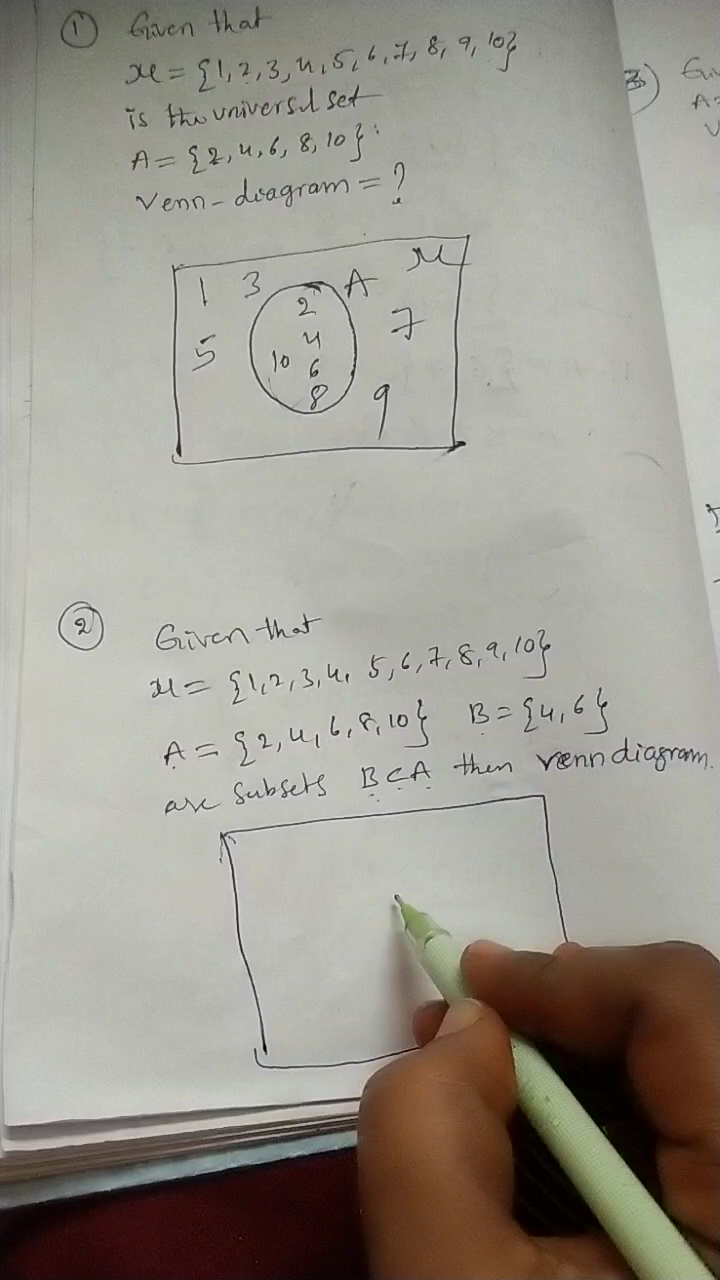 ① Given that
μ = {1, 2, 3, 4, 5, 6, 7, 8, 9, 10}
is the universal set
A = {2, 4, 6, 8, 10}
Venn-diagram = ?
μ
1 3 A
2
7
5
4
10 6
8
9
② Given that
μ = {1, 2, 3, 4, 5, 6, 7, 8, 9, 10}
A = {2, 4, 6, 8, 10} B = {4, 6}
are subsets B ⊂ A then venn diagram.
3) Gi
A=